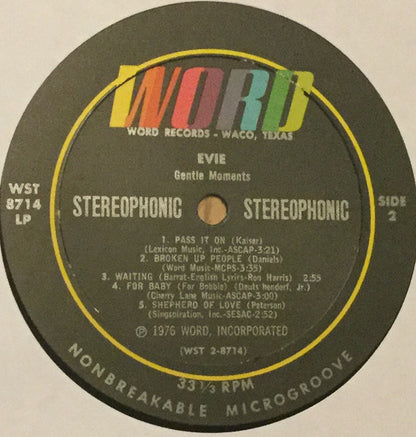 WORD
WORD RECORDS - WACO, TEXAS
EVIE
Gentle Moments
WST
8714
LP
STEREOPHONIC STEREOPHONIC
SIDE
2
1. PASS IT ON (Kaiser)
(Lexicon Music, Inc.-ASCAP-3:21)
2. BROKEN UP PEOPLE (Daniels)
(Word Music-MCPS-3:35)
3. WAITING (Barrat-English Lyrics-Ron Harris) 2:55
4. FOR BABY (For Bobbie) (Deutschendorf, Jr.)
(Cherry Lane Music-ASCAP-3:00)
5. SHEPHERD OF LOVE (Peterson)
(Singspiration, Inc.-SESAC-2:52)
Ⓟ 1976 WORD, INCORPORATED
(WST 2-8714)
33 1/3 RPM
NONBREAKABLE MICROGROOVE